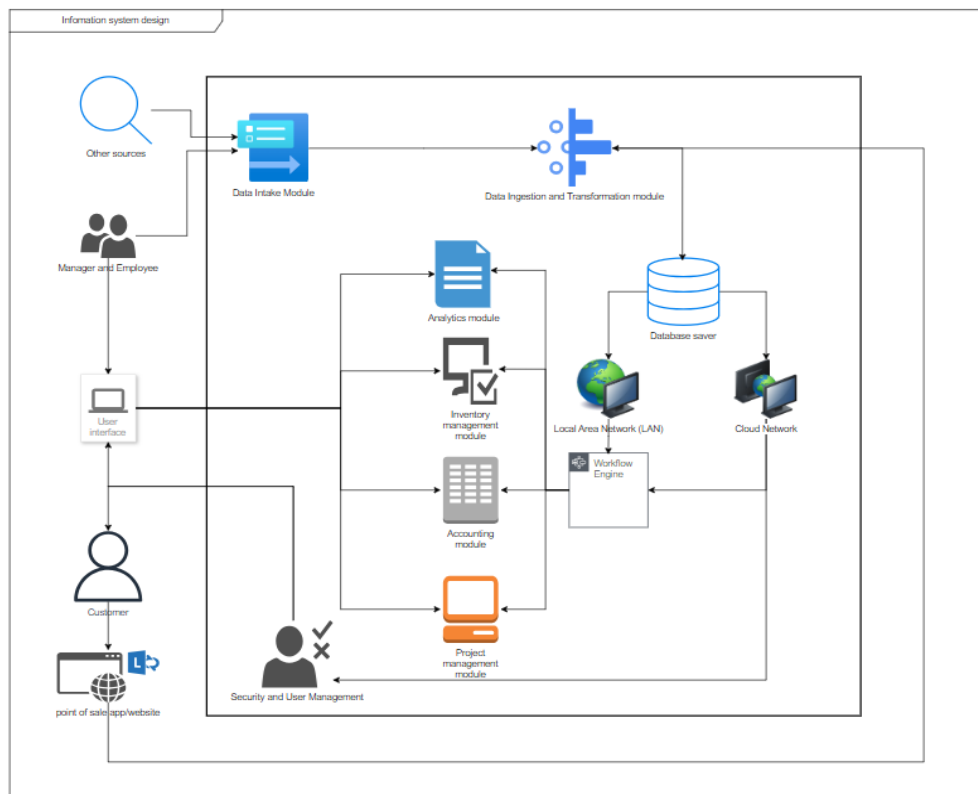 Infomation system design
Other sources
Data Intake Module
Data Ingestion and Transformation module
Manager and Employee
Analytics module
Database saver
User
interface
Inventory
management
module
Local Area Network (LAN)
Cloud Network
Workflow
Engine
Accounting
module
Customer
L
Project
management
module
Security and User Management
point of sale app/website